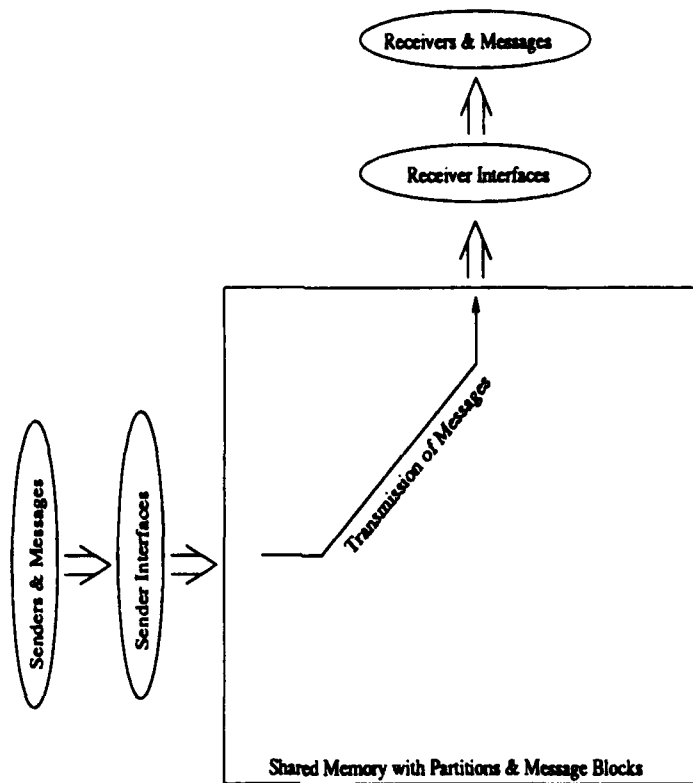 Receivers & Messages
Receiver Interfaces
Transmission of Messages
Senders & Messages
Sender Interfaces
Shared Memory with Partitions & Message Blocks